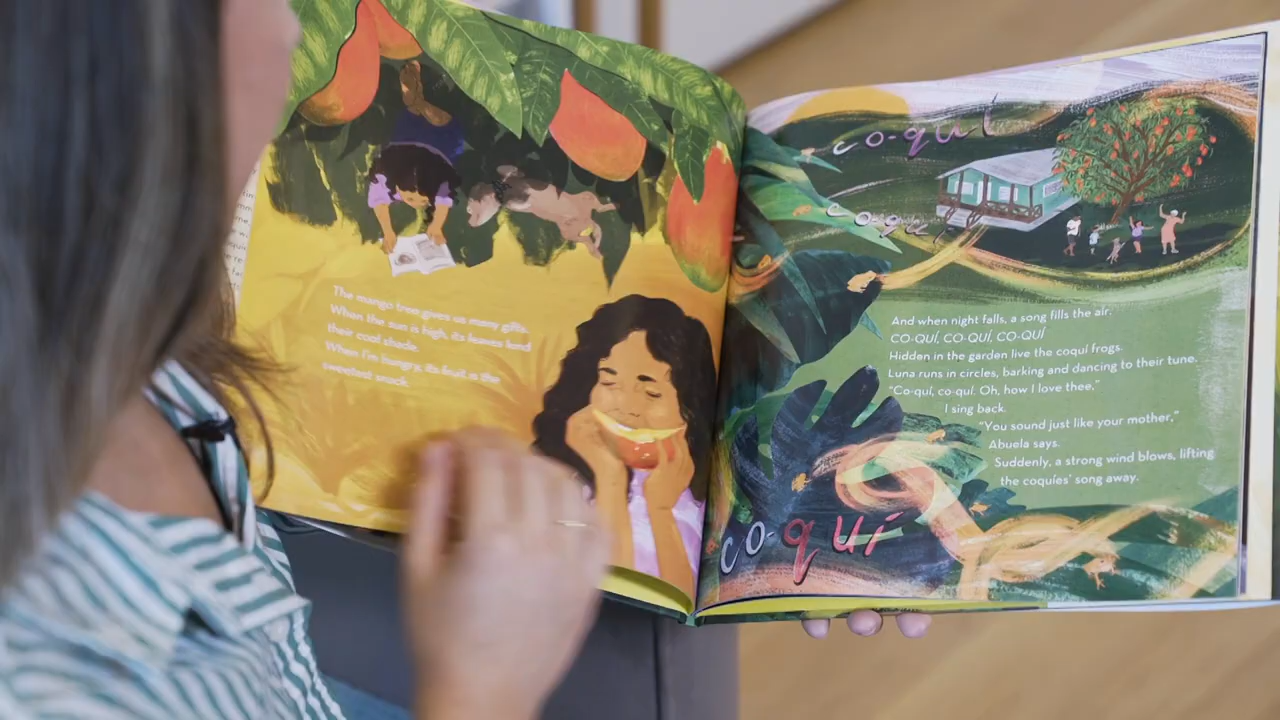 The mango tree gives us many gifts.
When the sun is high, its leaves lend
their cool shade.
When I'm hungry, its fruit is the
sweetest snack.
co-quí
coquí
And when night falls, a song fills the air.
CO-QUÍ, CO-QUÍ, CO-QUÍ
Hidden in the garden live the coquí frogs.
Luna runs in circles, barking and dancing to their tune.
"Co-quí, co-quí. Oh, how I love thee,"
I sing back.
"You sound just like your mother,"
Abuela says.
Suddenly, a strong wind blows, lifting
the coquíes' song away.
co-quí